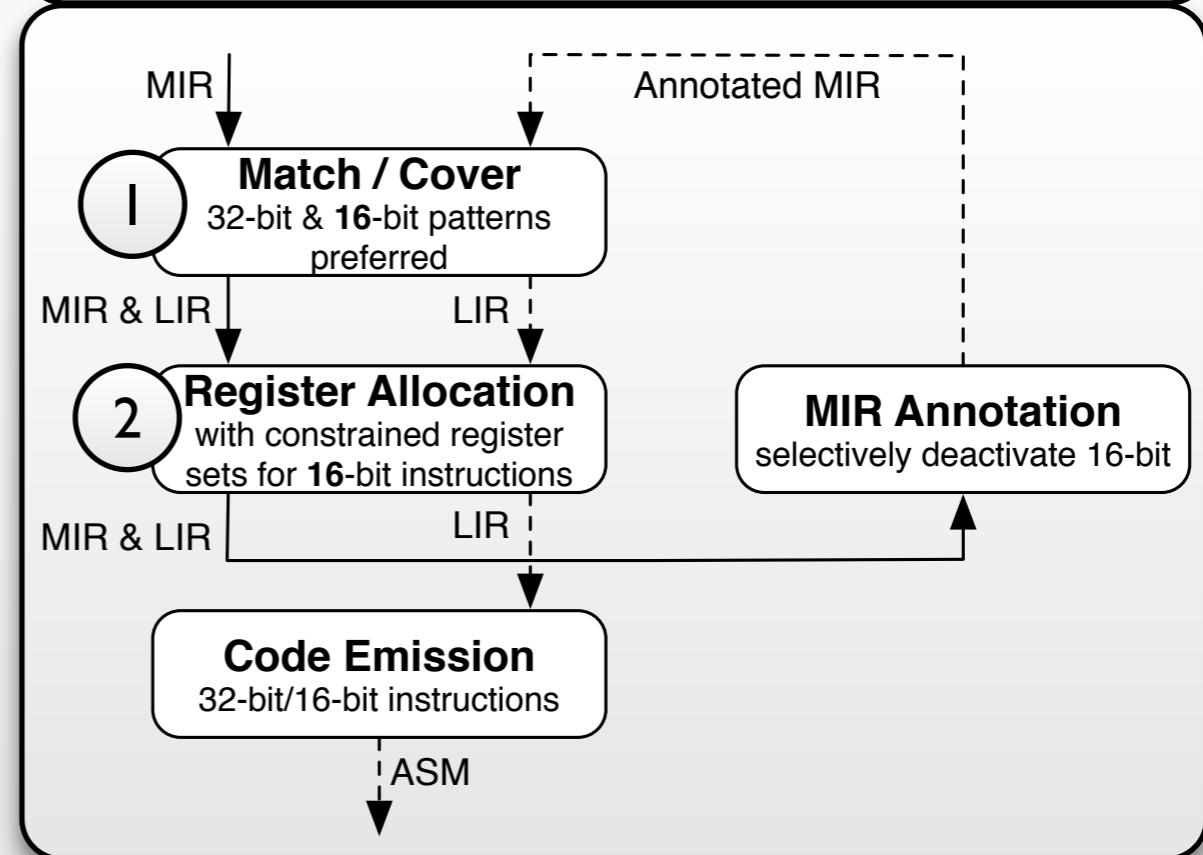 MIR
Annotated MIR
1
Match / Cover
32-bit & 16-bit patterns
preferred
MIR & LIR
LIR
2
Register Allocation
with constrained register
sets for 16-bit instructions
MIR Annotation
selectively deactivate 16-bit
MIR & LIR
LIR
Code Emission
32-bit/16-bit instructions
ASM